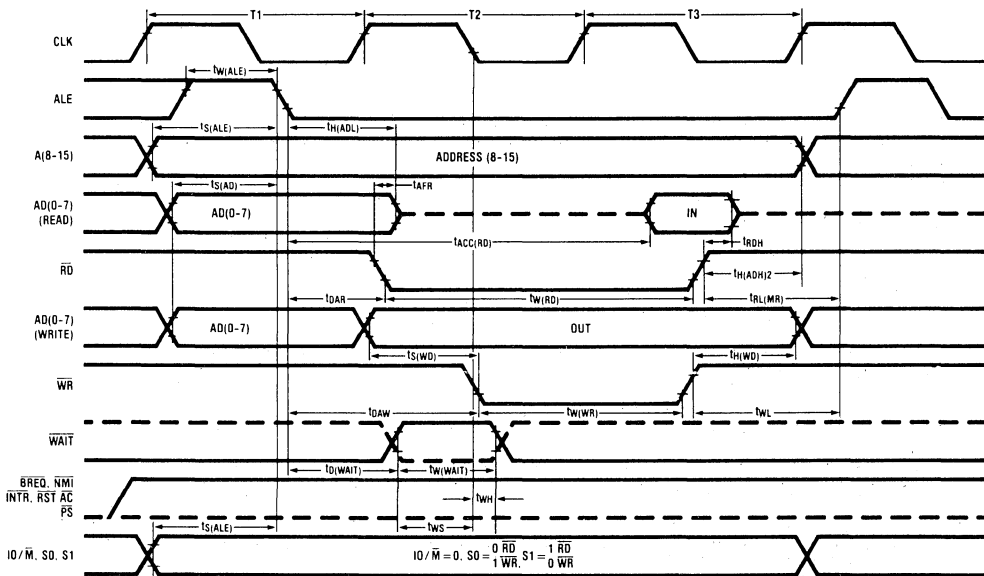 T1 T2 T3
CLK
tW(ALE)
ALE
tS(ALE) tH(ADL)
A(8-15) ADDRESS (8-15)
tS(AD) tAFR
AD(0-7) (READ) AD(0-7) IN
tACC(RD) tRDH
RD
tH(ADH)2
tDAR tW(RD) tRL(MR)
AD(0-7) (WRITE) AD(0-7) OUT
tS(WD) tH(WD)
WR
tDAW tW(WR) tWL
WAIT
tD(WAIT) tW(WAIT)
tWH
BREQ, NMI
INTR, RST AC
PS
tS(ALE) tWS
IO/M, S0, S1 IO/M = 0, S0 = 0 RD 1 WR, S1 = 1 RD 0 WR